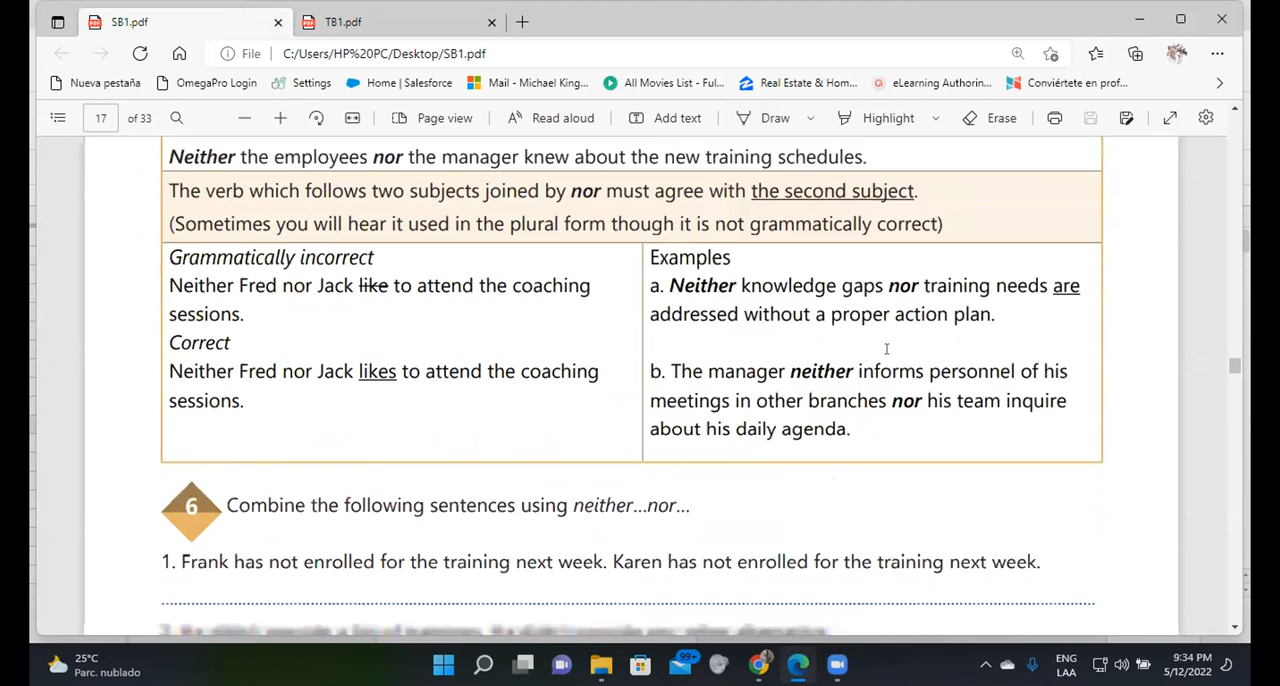 SB1.pdf
TB1.pdf
File C:/Users/HP%20PC/Desktop/SB1.pdf
Nueva pestaña OmegaPro Login Settings Home | Salesforce Mail - Michael King... All Movies List - Ful... Real Estate & Hom... eLearning Authorin... Conviértete en prof...
17 of 33 Page view Read aloud Add text Draw Highlight Erase
Neither the employees nor the manager knew about the new training schedules.
The verb which follows two subjects joined by nor must agree with the second subject.
(Sometimes you will hear it used in the plural form though it is not grammatically correct)
Grammatically incorrect
Neither Fred nor Jack like to attend the coaching
sessions.
Correct
Neither Fred nor Jack likes to attend the coaching
sessions.
Examples
a. Neither knowledge gaps nor training needs are
addressed without a proper action plan.
b. The manager neither informs personnel of his
meetings in other branches nor his team inquire
about his daily agenda.
6 Combine the following sentences using neither...nor...
1. Frank has not enrolled for the training next week. Karen has not enrolled for the training next week.
25°C
Parc. nublado
99+
ENG
LAA
9:34 PM
5/12/2022